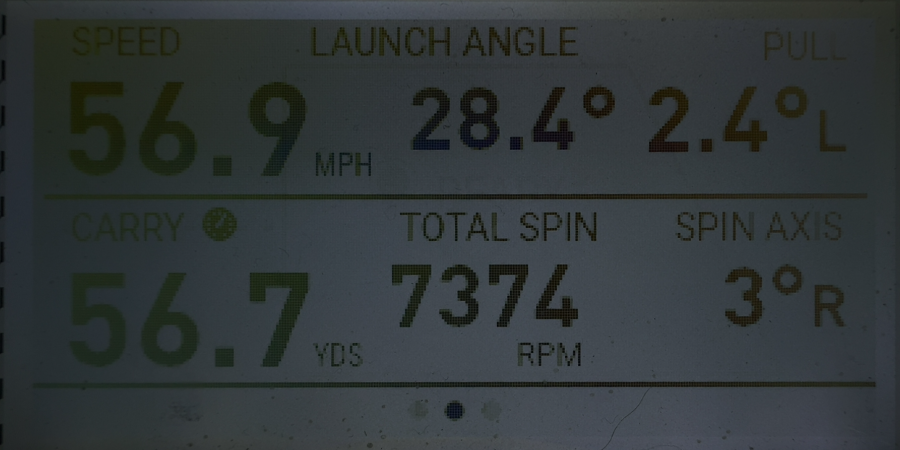 SPEED LAUNCH ANGLE PULL
56.9 MPH 28.4° 2.4° L
CARRY TOTAL SPIN SPIN AXIS
56.7 YDS 7374 RPM 3° R